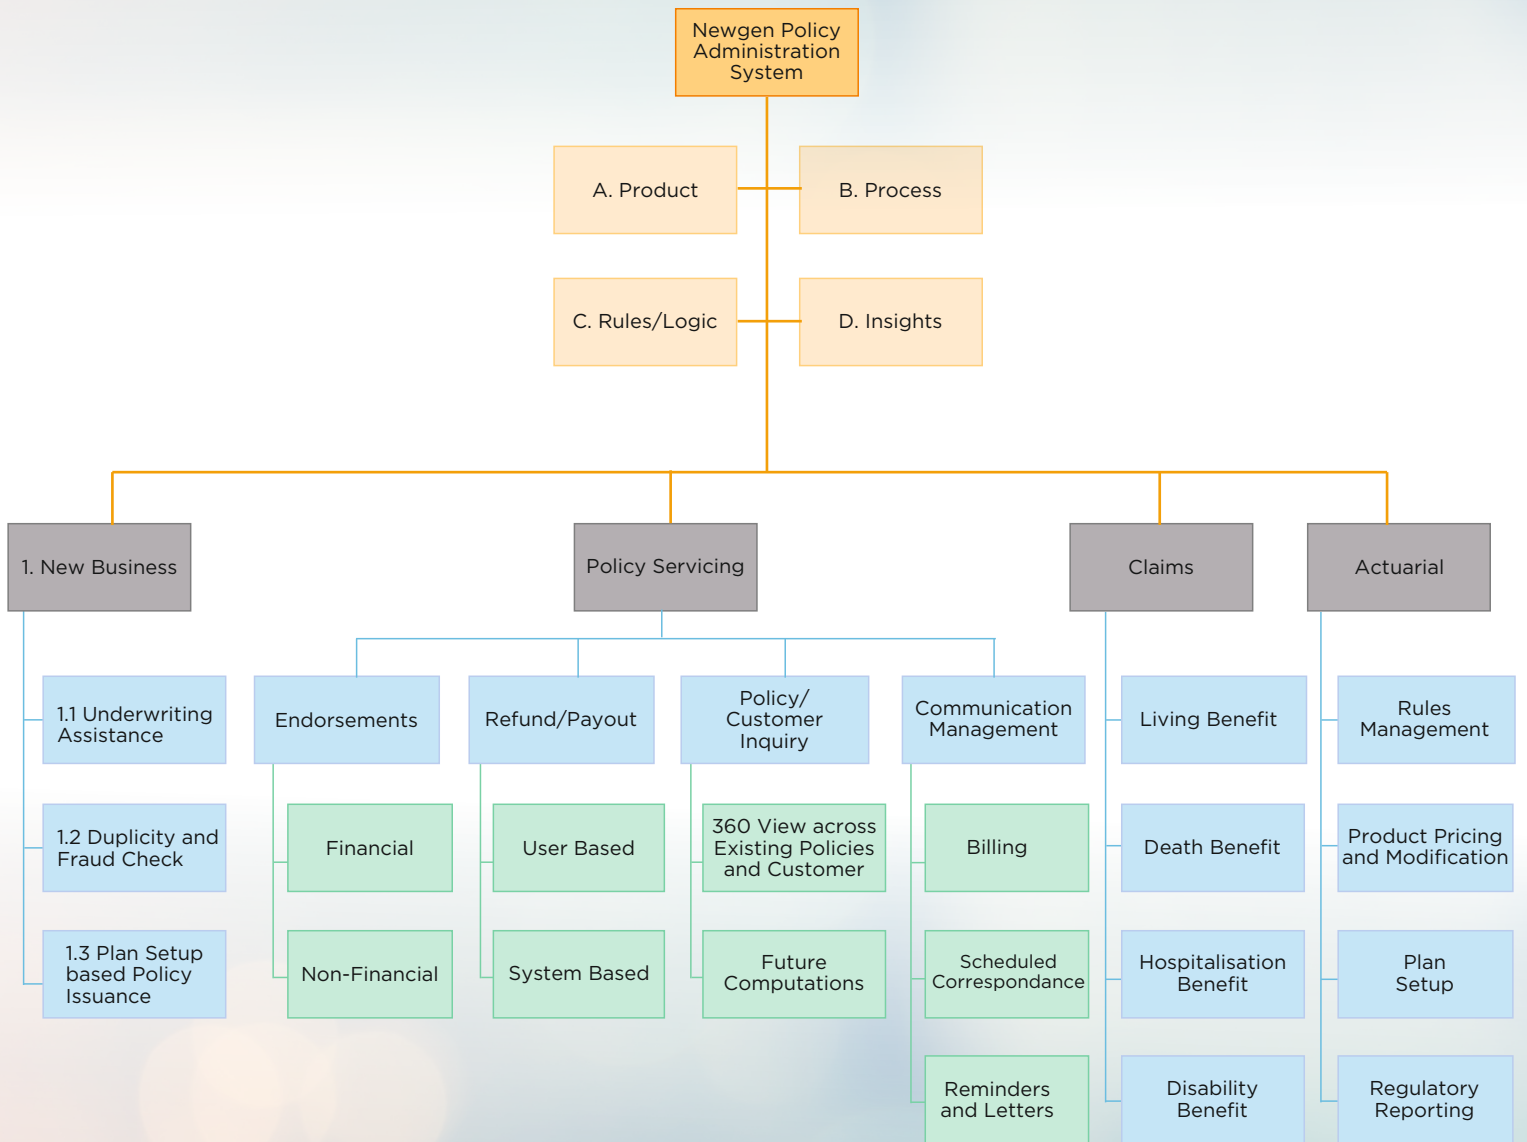 Newgen Policy
Administration
System
A. Product
B. Process
C. Rules/Logic
D. Insights
1. New Business
Policy Servicing
Claims
Actuarial
1.1 Underwriting
Assistance
Endorsements
Refund/Payout
Policy/
Customer
Inquiry
Communication
Management
Living Benefit
Rules
Management
1.2 Duplicity and
Fraud Check
Financial
User Based
360 View across
Existing Policies
and Customer
Billing
Death Benefit
Product Pricing
and Modification
1.3 Plan Setup
based Policy
Issuance
Non-Financial
System Based
Future
Computations
Scheduled
Correspondance
Hospitalisation
Benefit
Plan
Setup
Reminders
and Letters
Disability
Benefit
Regulatory
Reporting